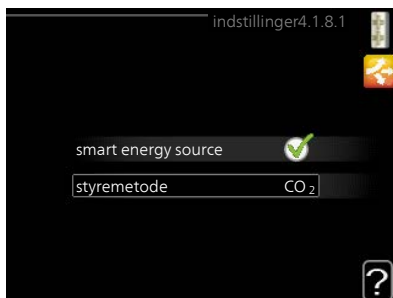 indstillinger4.1.8.1
smart energy source
styremetode CO₂
?